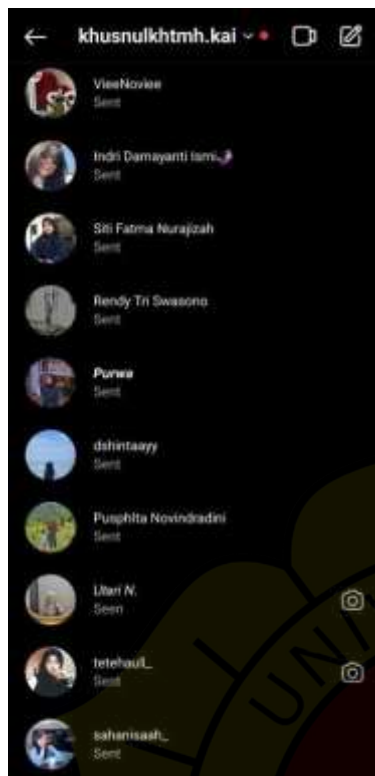 khusnulkhtmh.kai
VieeNoviee
Sent
Indri Damayanti Ismi
Sent
Siti Fatma Nurajizah
Sent
Rendy Tri Swasono
Sent
Purwa
Sent
dshintaayy
Sent
Pusphita Novindradini
Sent
Utari N.
Seen
tetehaull_
Sent
sahanisaah_
Sent
UNA